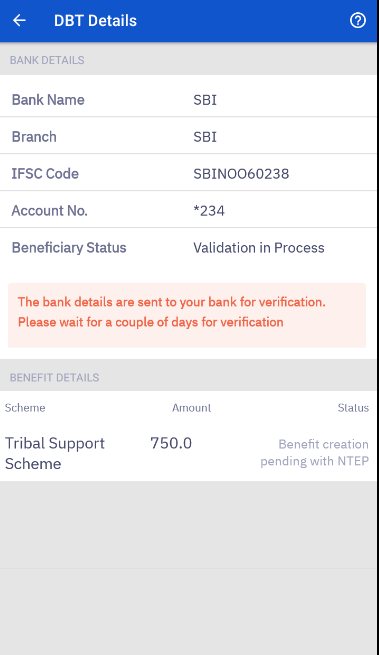 DBT Details
BANK DETAILS
Bank Name SBI
Branch SBI
IFSC Code SBINOO60238
Account No. *234
Beneficiary Status Validation in Process
The bank details are sent to your bank for verification.
Please wait for a couple of days for verification
BENEFIT DETAILS
Scheme Amount Status
Tribal Support Scheme 750.0 Benefit creation pending with NTEP